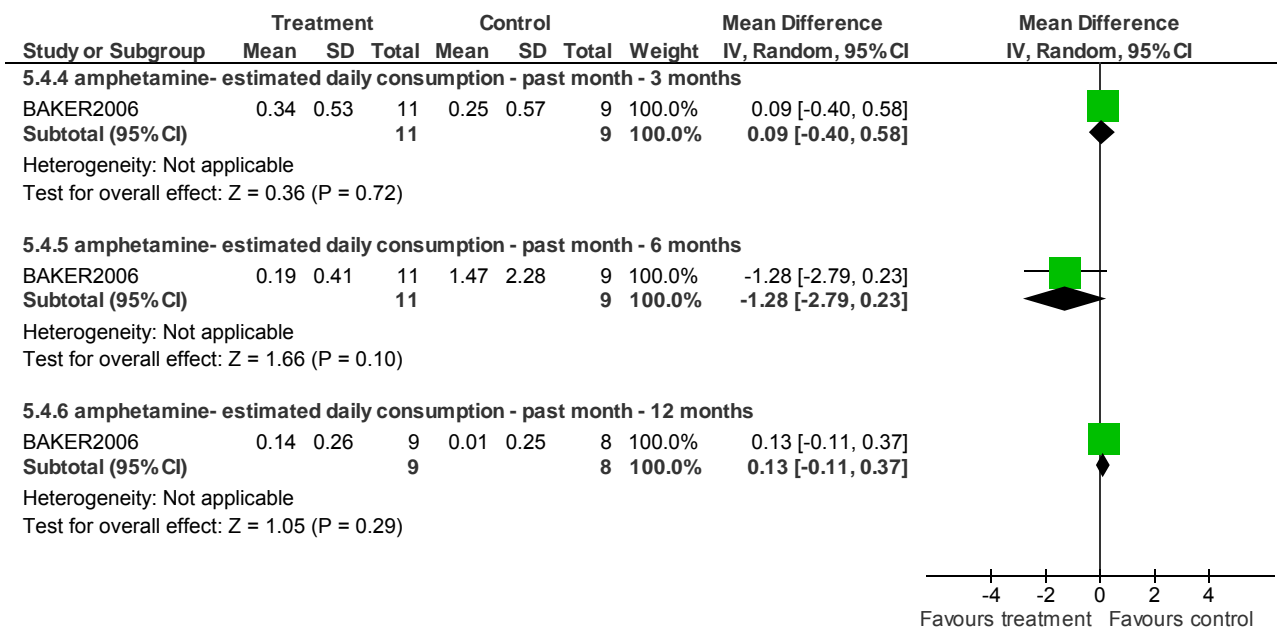 Treatment Control Mean Difference Mean Difference
Study or Subgroup Mean SD Total Mean SD Total Weight IV, Random, 95% CI IV, Random, 95% CI
5.4.4 amphetamine- estimated daily consumption - past month - 3 months
BAKER2006 0.34 0.53 11 0.25 0.57 9 100.0% 0.09 [-0.40, 0.58]
Subtotal (95% CI) 11 9 100.0% 0.09 [-0.40, 0.58]
Heterogeneity: Not applicable
Test for overall effect: Z = 0.36 (P = 0.72)
5.4.5 amphetamine- estimated daily consumption - past month - 6 months
BAKER2006 0.19 0.41 11 1.47 2.28 9 100.0% -1.28 [-2.79, 0.23]
Subtotal (95% CI) 11 9 100.0% -1.28 [-2.79, 0.23]
Heterogeneity: Not applicable
Test for overall effect: Z = 1.66 (P = 0.10)
5.4.6 amphetamine- estimated daily consumption - past month - 12 months
BAKER2006 0.14 0.26 9 0.01 0.25 8 100.0% 0.13 [-0.11, 0.37]
Subtotal (95% CI) 9 8 100.0% 0.13 [-0.11, 0.37]
Heterogeneity: Not applicable
Test for overall effect: Z = 1.05 (P = 0.29)
-4 -2 0 2 4
Favours treatment Favours control